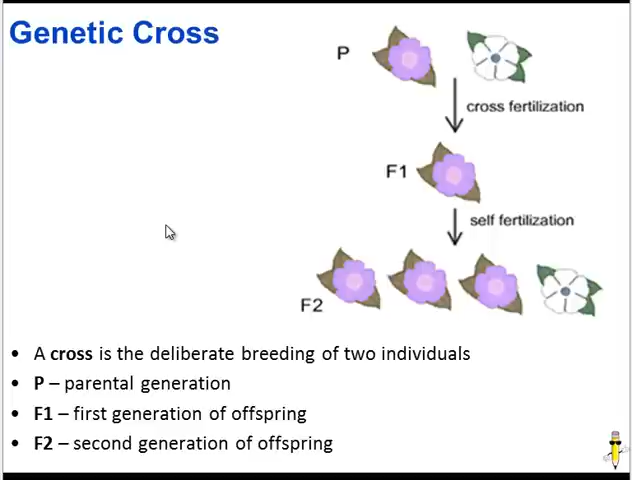 Genetic Cross
P
cross fertilization
F1
self fertilization
F2
• A cross is the deliberate breeding of two individuals
• P – parental generation
• F1 – first generation of offspring
• F2 – second generation of offspring